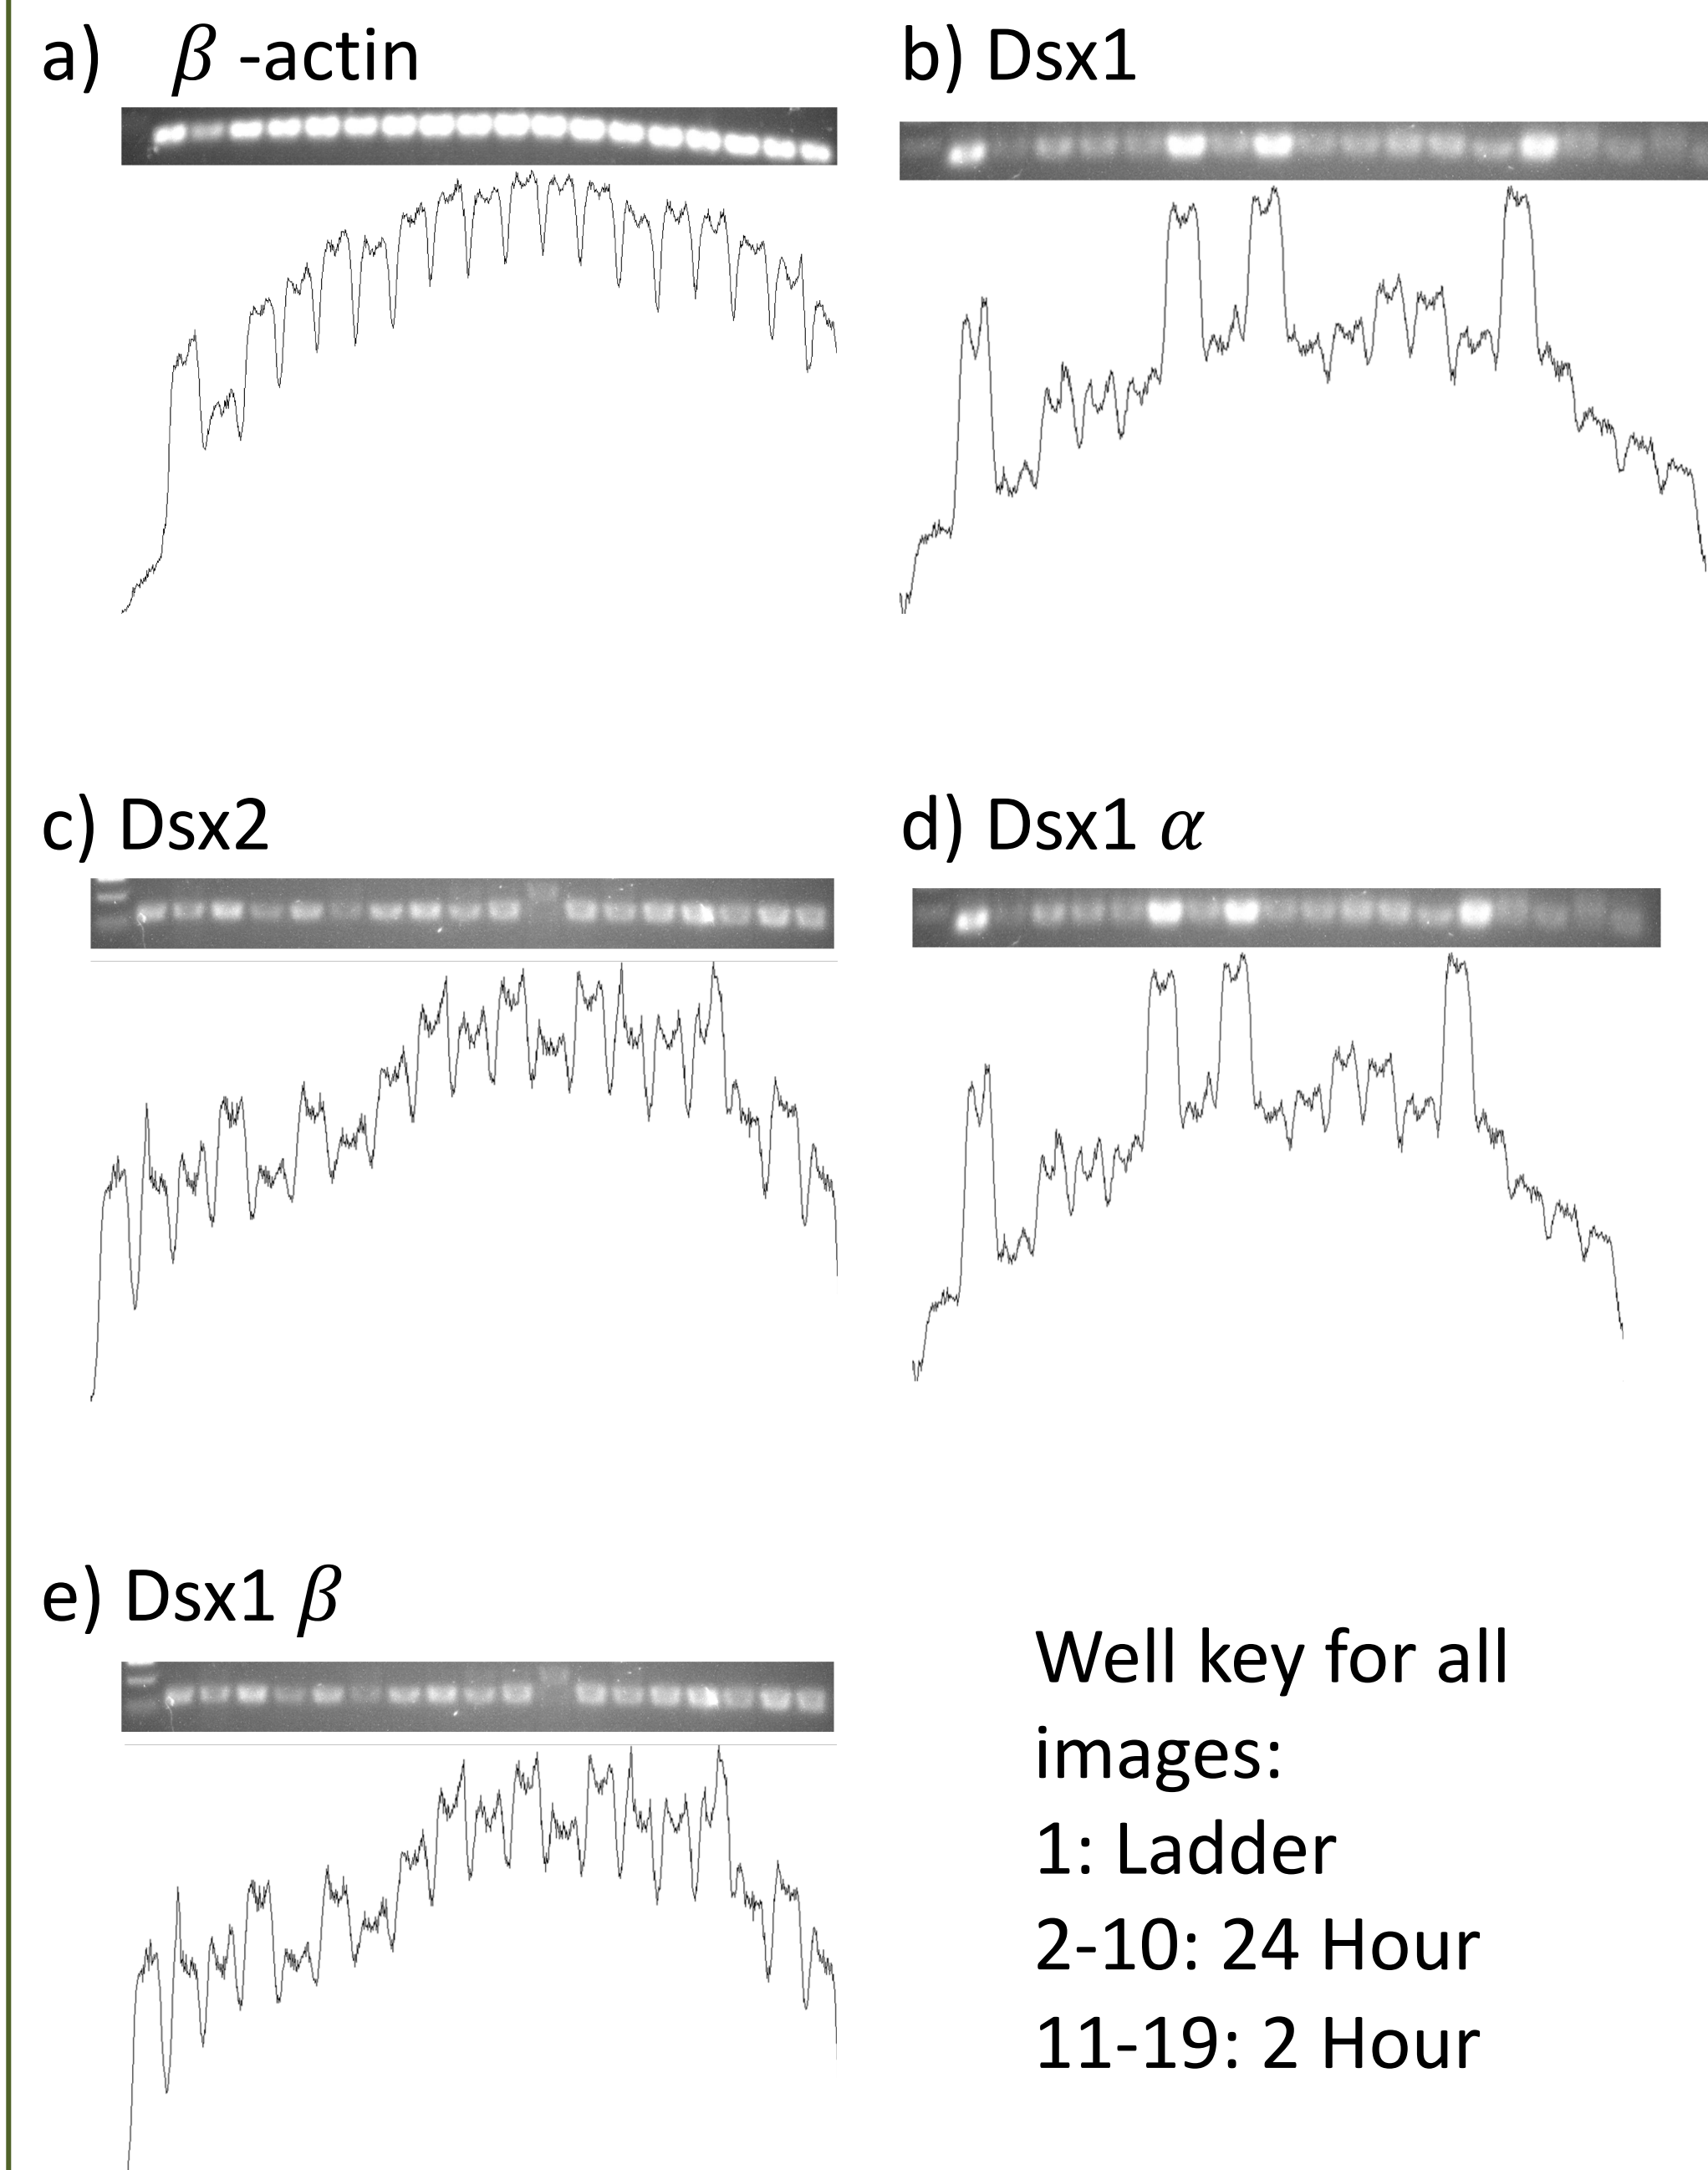 a) β -actin
b) Dsx1
c) Dsx2
d) Dsx1 α
e) Dsx1 β
Well key for all
images:
1: Ladder
2-10: 24 Hour
11-19: 2 Hour